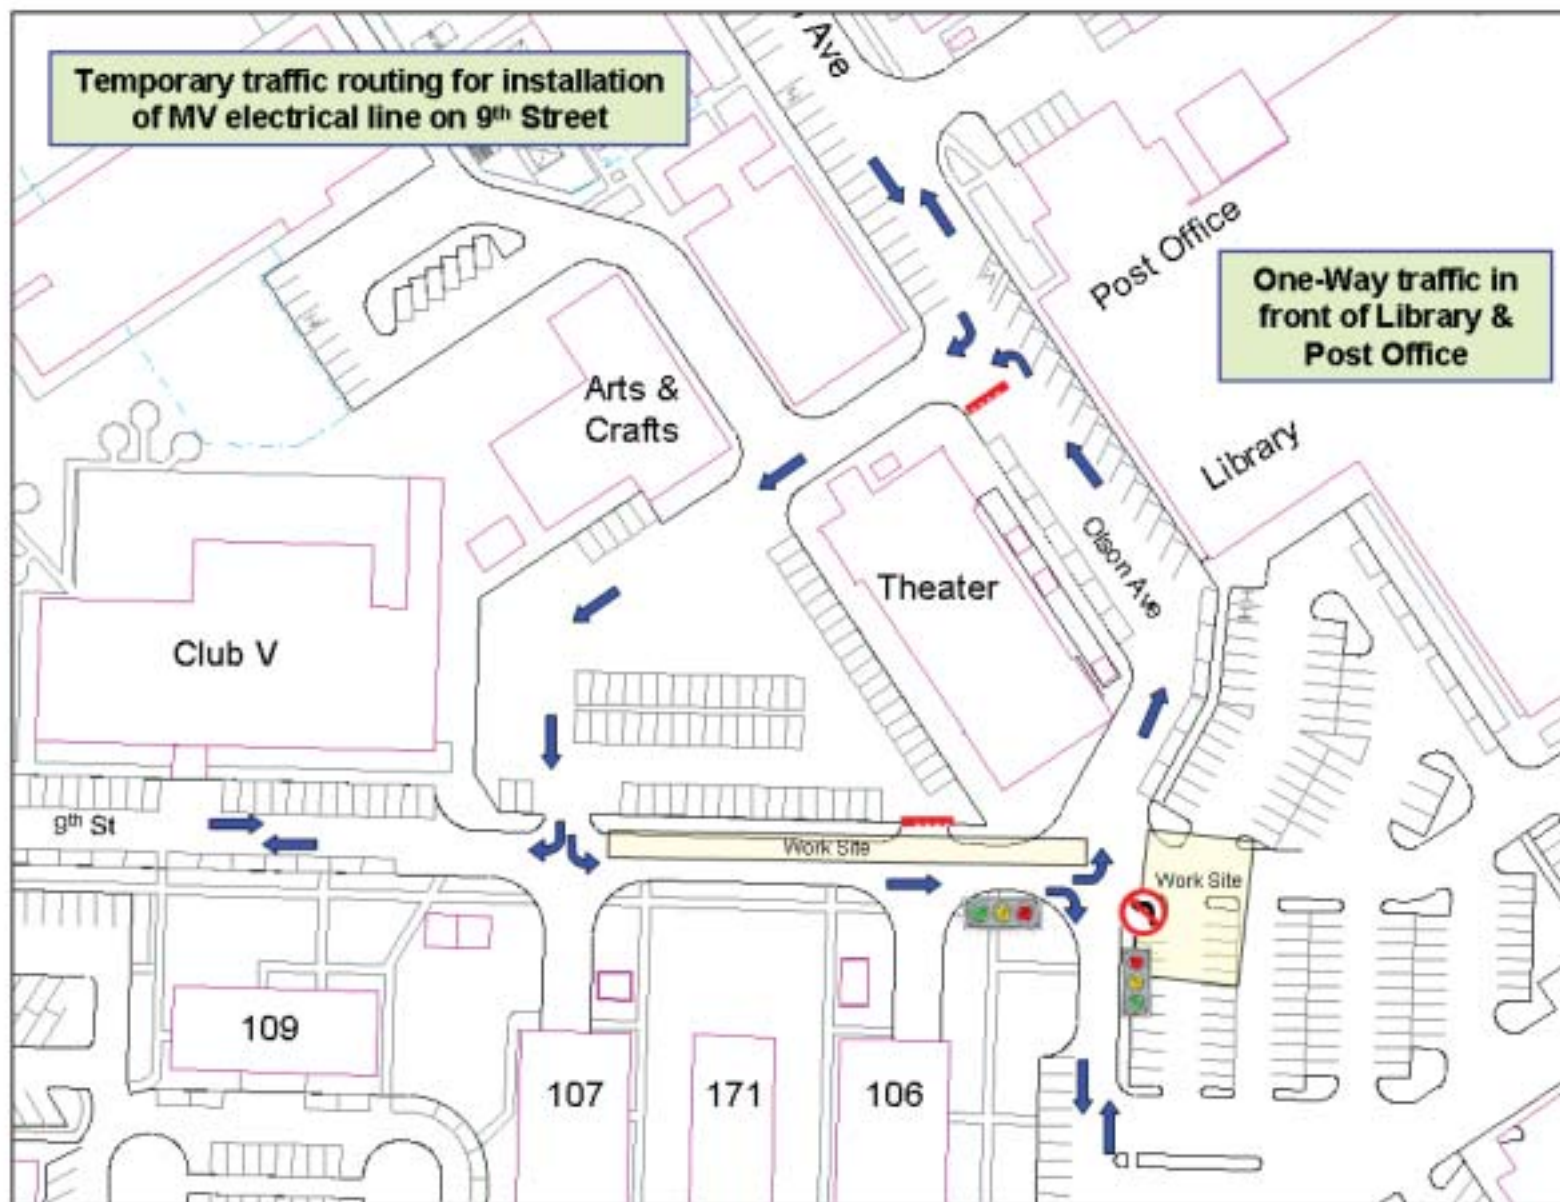 Ave
Temporary traffic routing for installation
of MV electrical line on 9th Street
Post Office
One-Way traffic in
front of Library &
Post Office
Arts &
Crafts
Library
Olson Ave
Theater
Club V
9th St
Work Site
Work Site
109
107
171
106